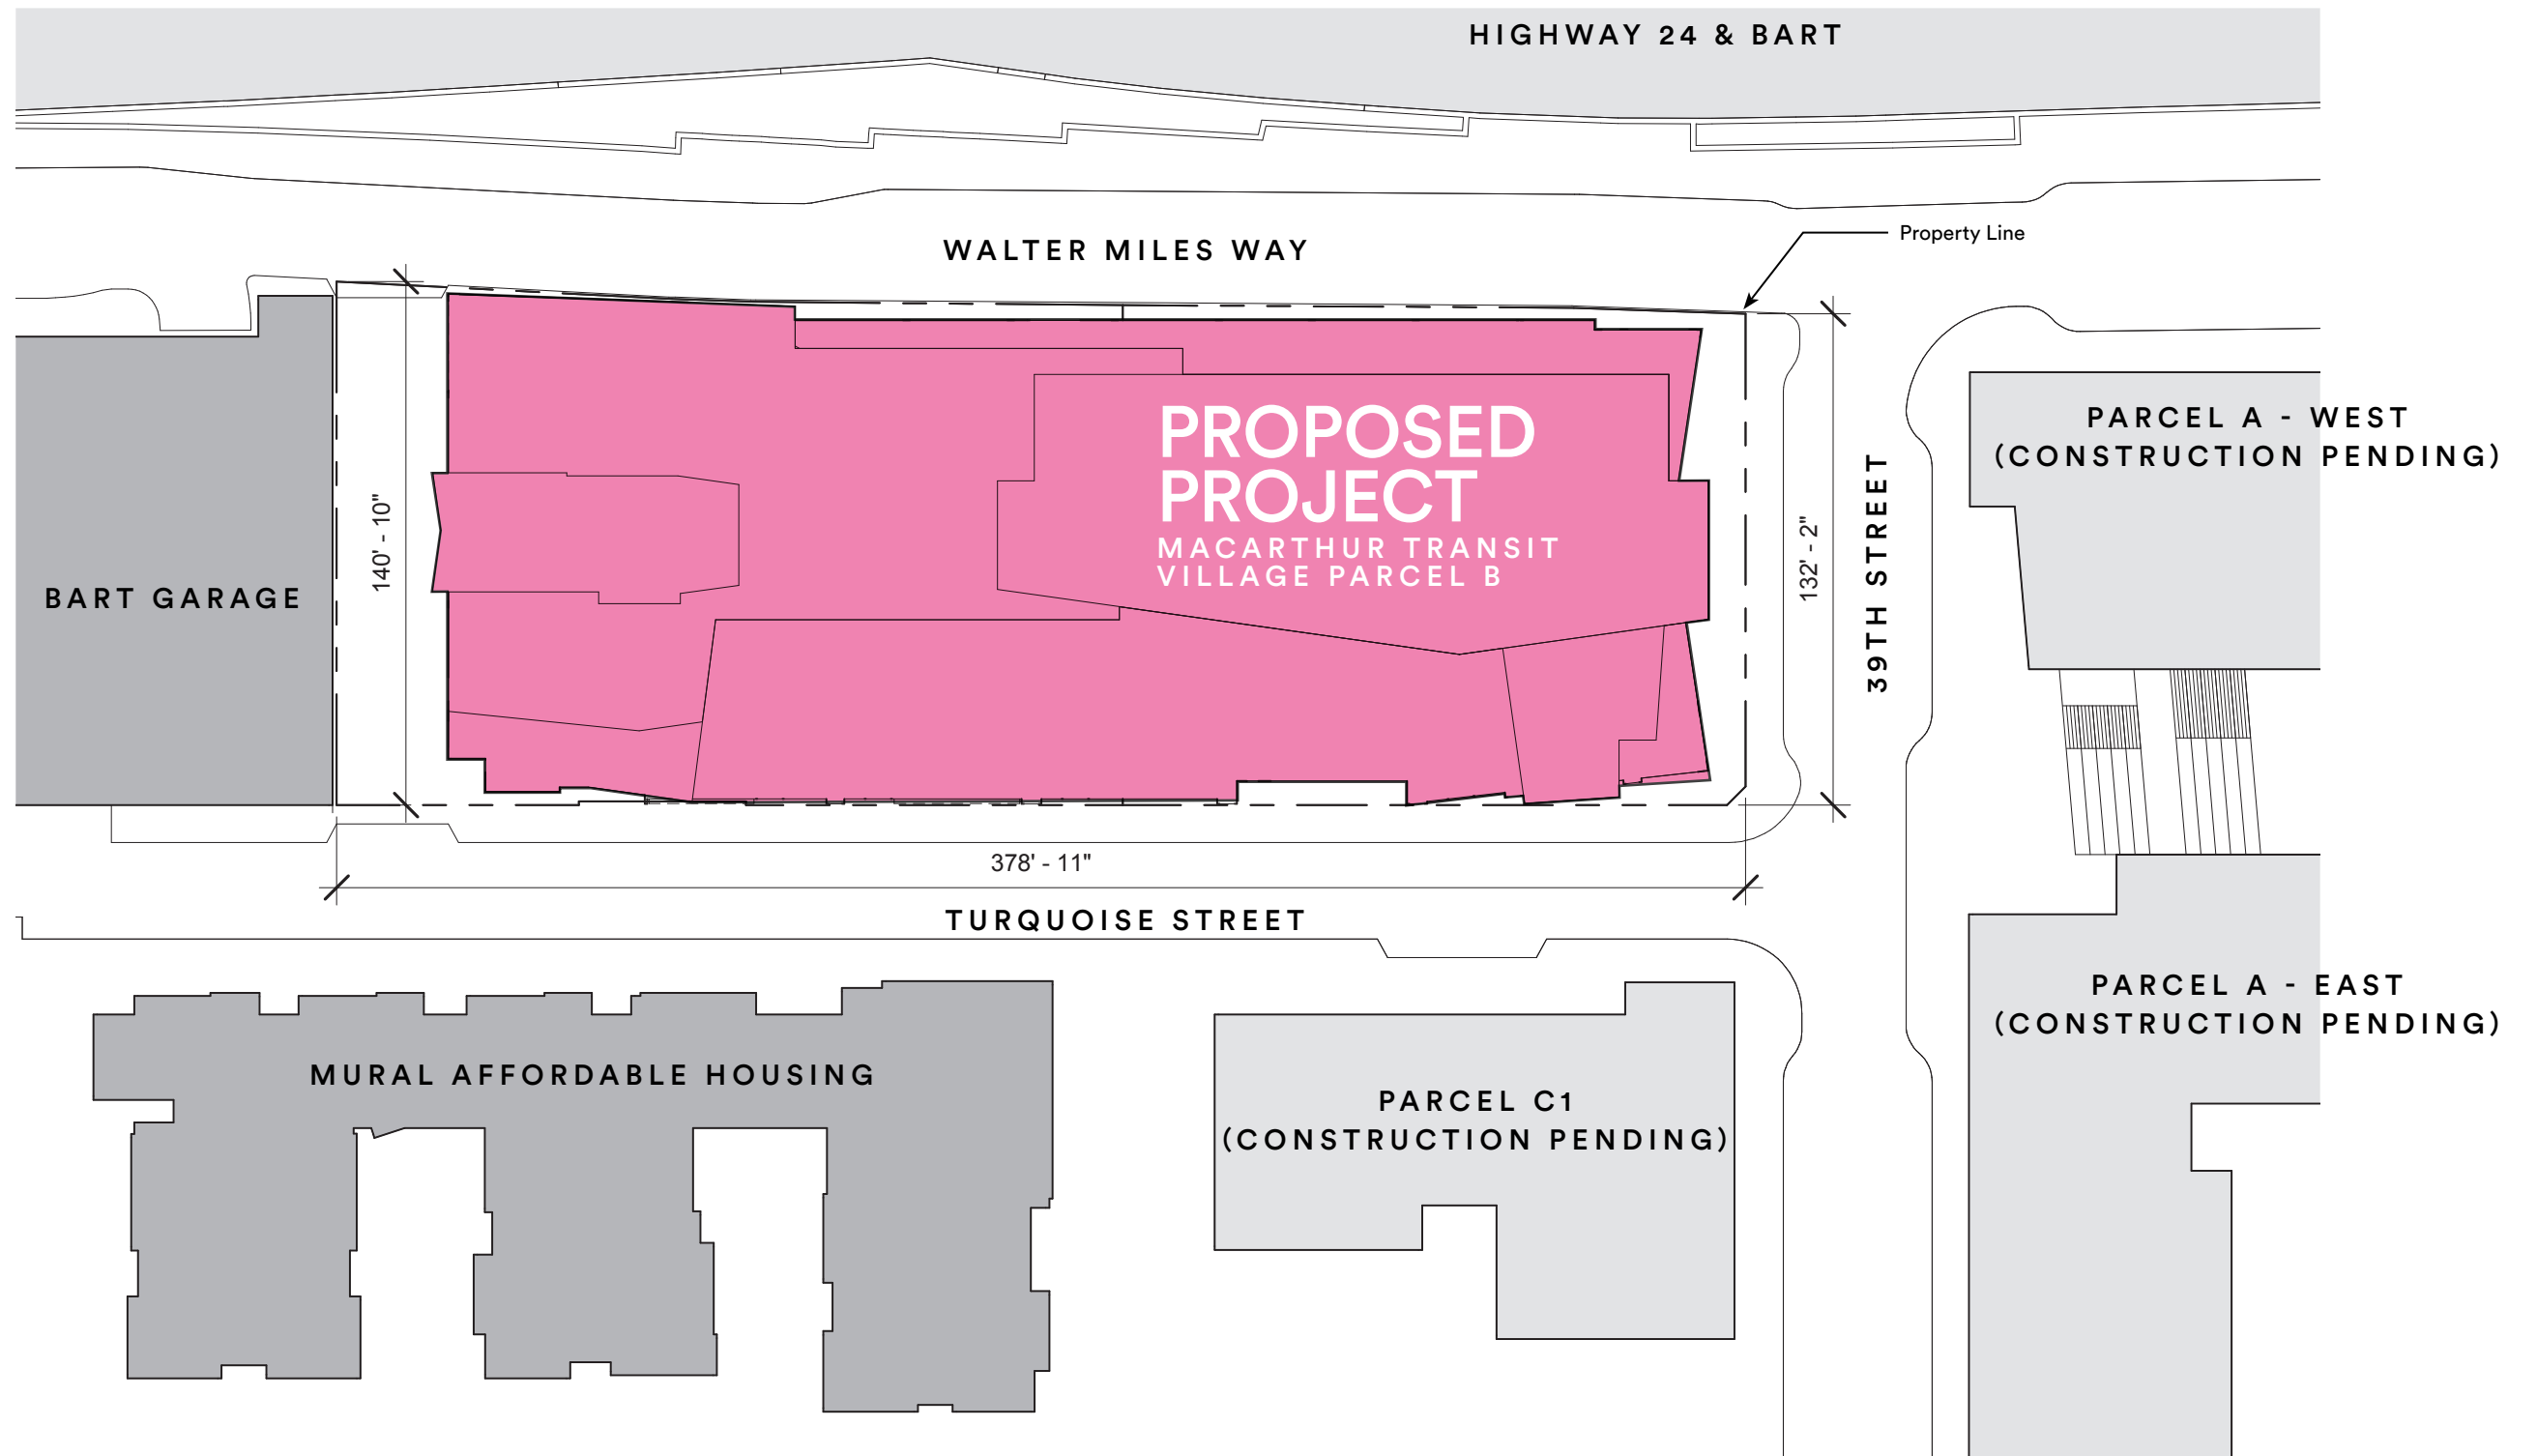 HIGHWAY 24 & BART
WALTER MILES WAY
Property Line
PARCEL A - WEST
(CONSTRUCTION PENDING)
PROPOSED
PROJECT
MACARTHUR TRANSIT
VILLAGE PARCEL B
140' - 10"
132' - 2"
39TH STREET
BART GARAGE
378' - 11"
TURQUOISE STREET
PARCEL A - EAST
(CONSTRUCTION PENDING)
MURAL AFFORDABLE HOUSING
PARCEL C1
(CONSTRUCTION PENDING)